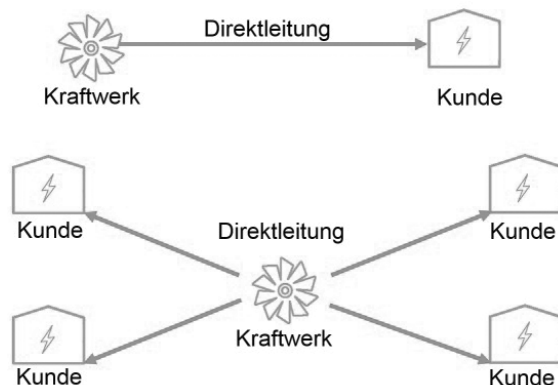 Direktleitung
Kraftwerk
Kunde
Kunde
Direktleitung
Kunde
Kraftwerk
Kunde
Kunde